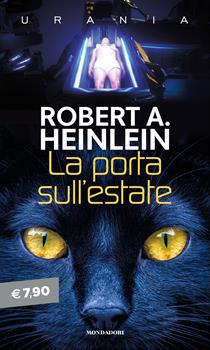 URANIA
ROBERT A.
HEINLEIN
La porta
sull'estate
€ 7,90
MONDADORI